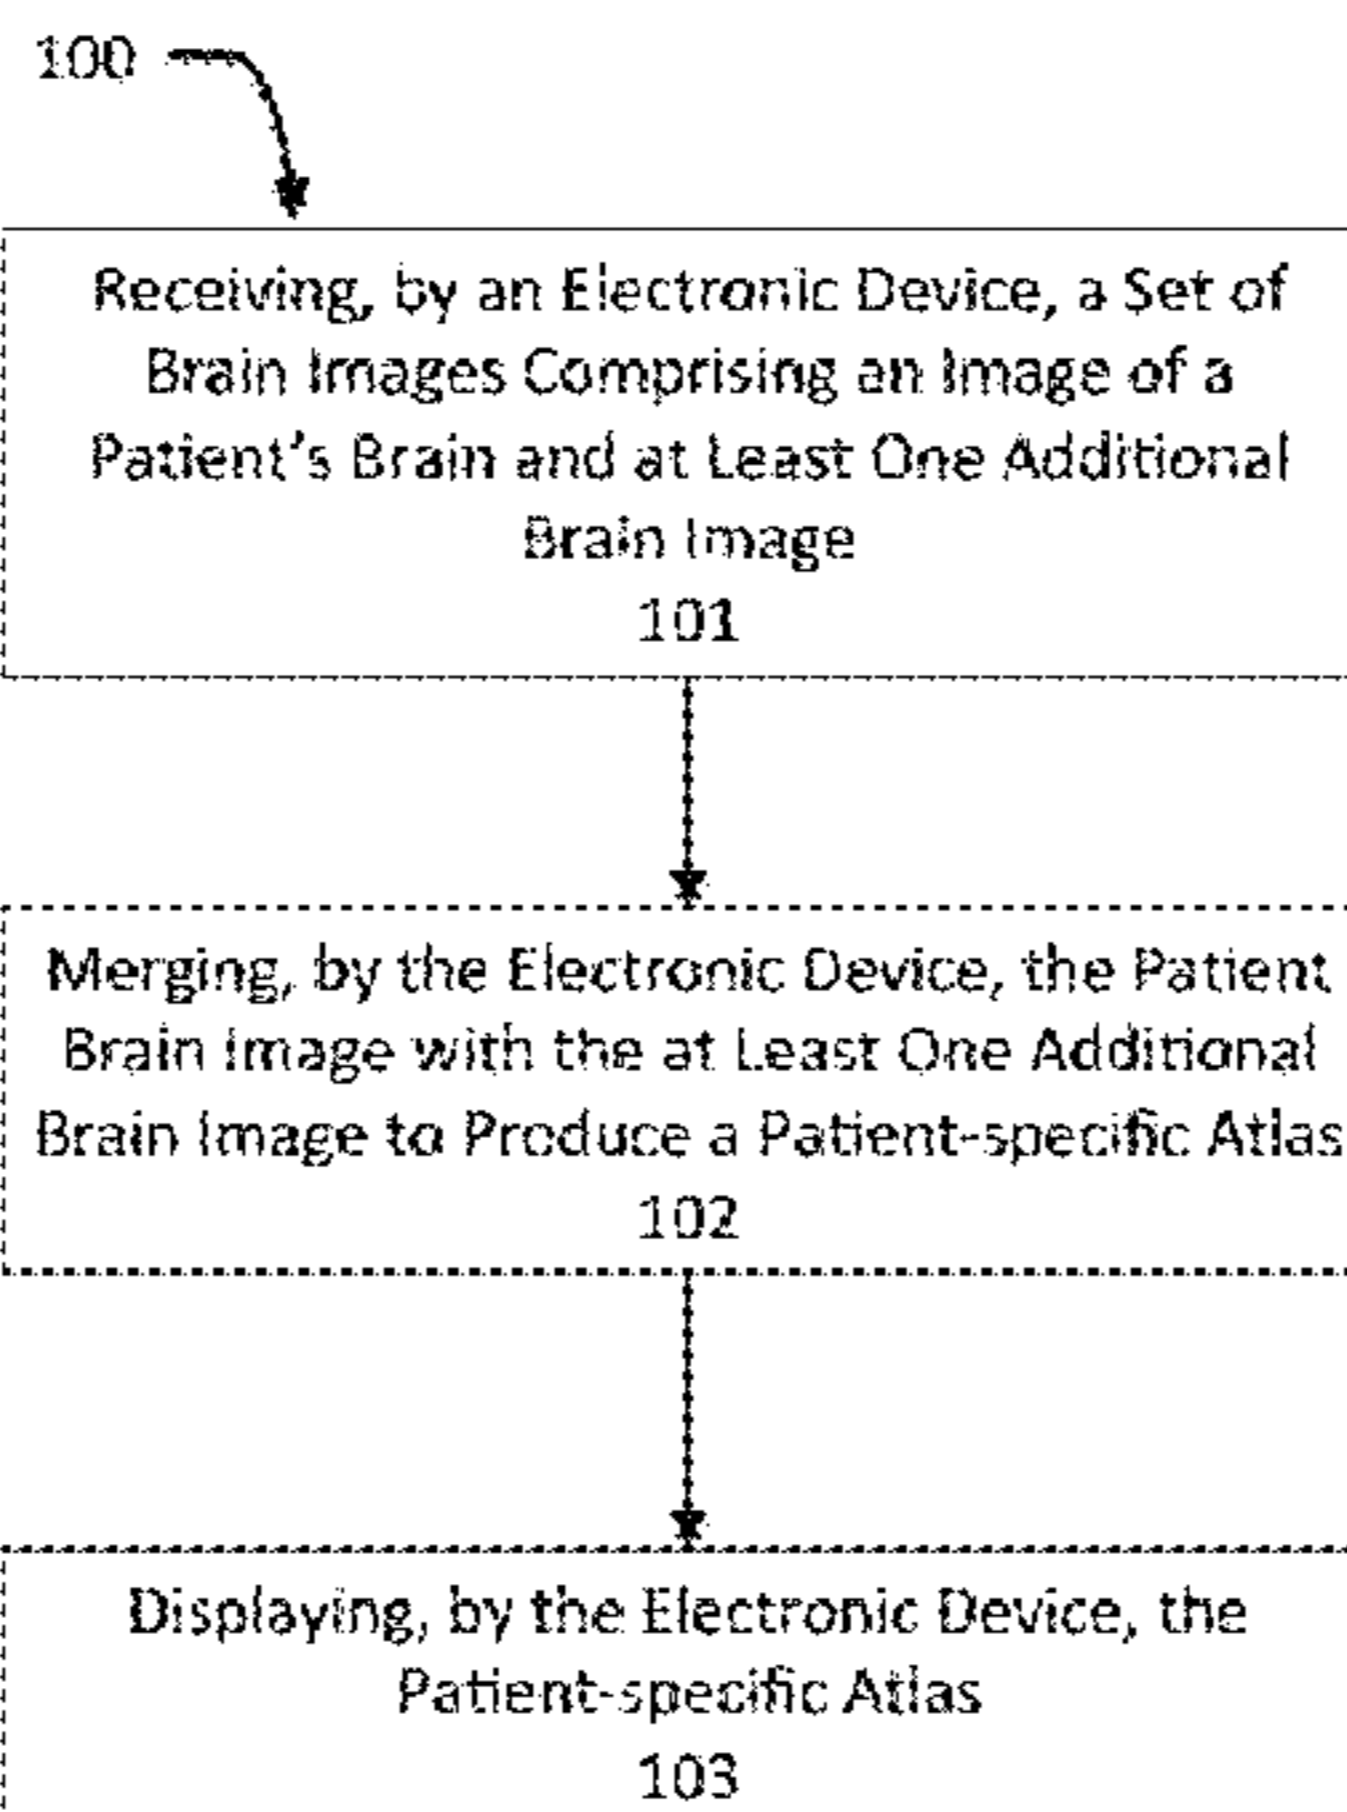 100
Receiving, by an Electronic Device, a Set of
Brain Images Comprising an Image of a
Patient's Brain and at Least One Additional
Brain Image
101
Merging, by the Electronic Device, the Patient
Brain Image with the at Least One Additional
Brain Image to Produce a Patient-specific Atlas
102
Displaying, by the Electronic Device, the
Patient-specific Atlas
103